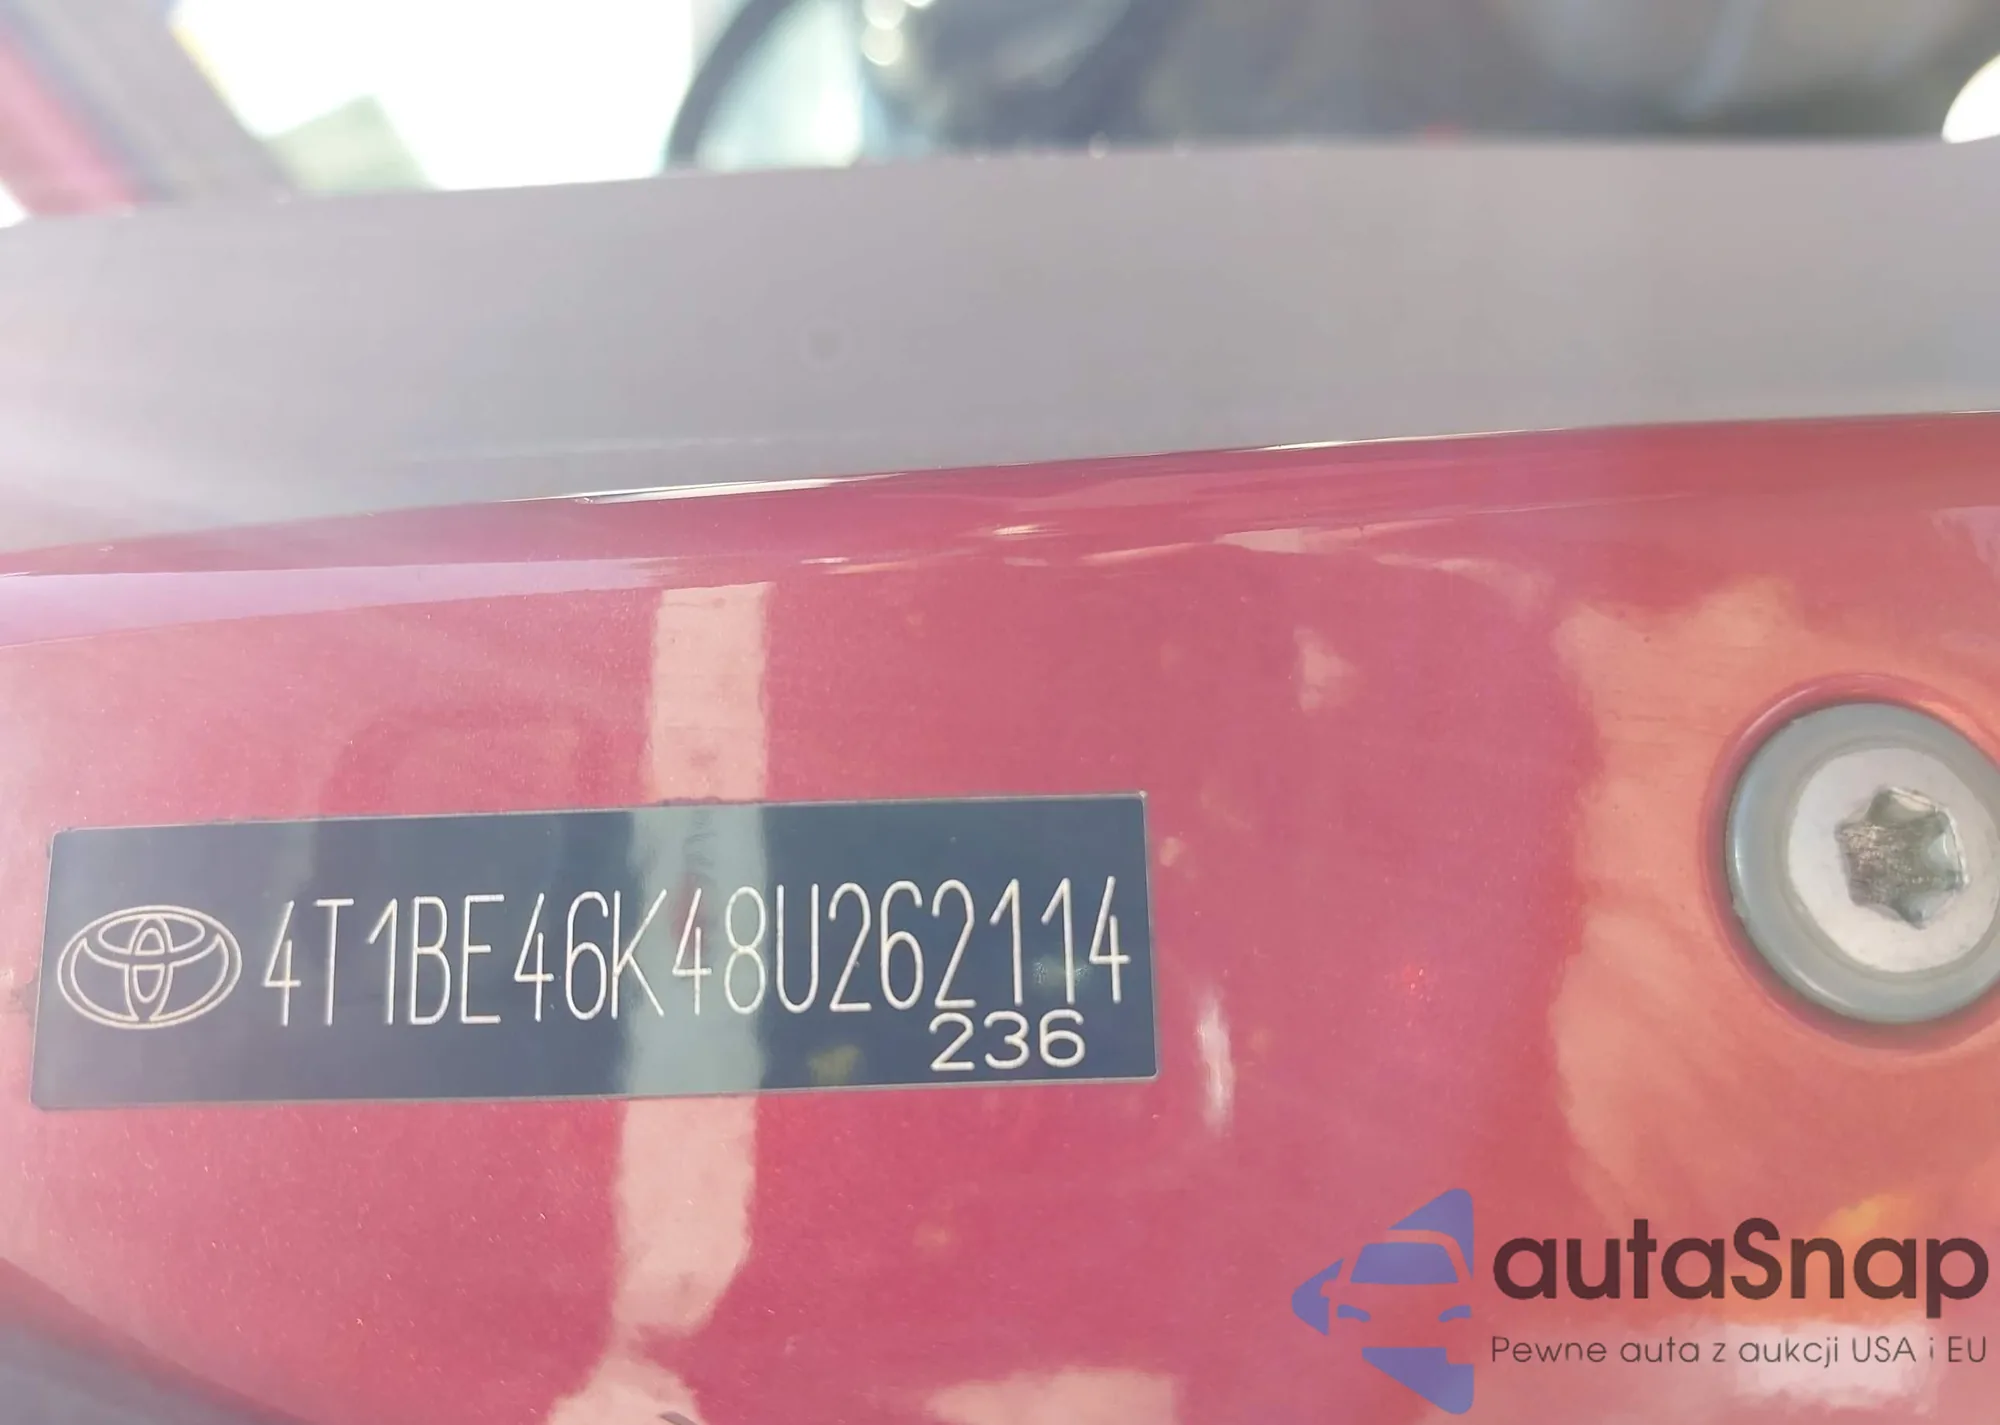 4T1BE46K48U262114
236
autaSnap
Pewne auta z aukcji USA i EU